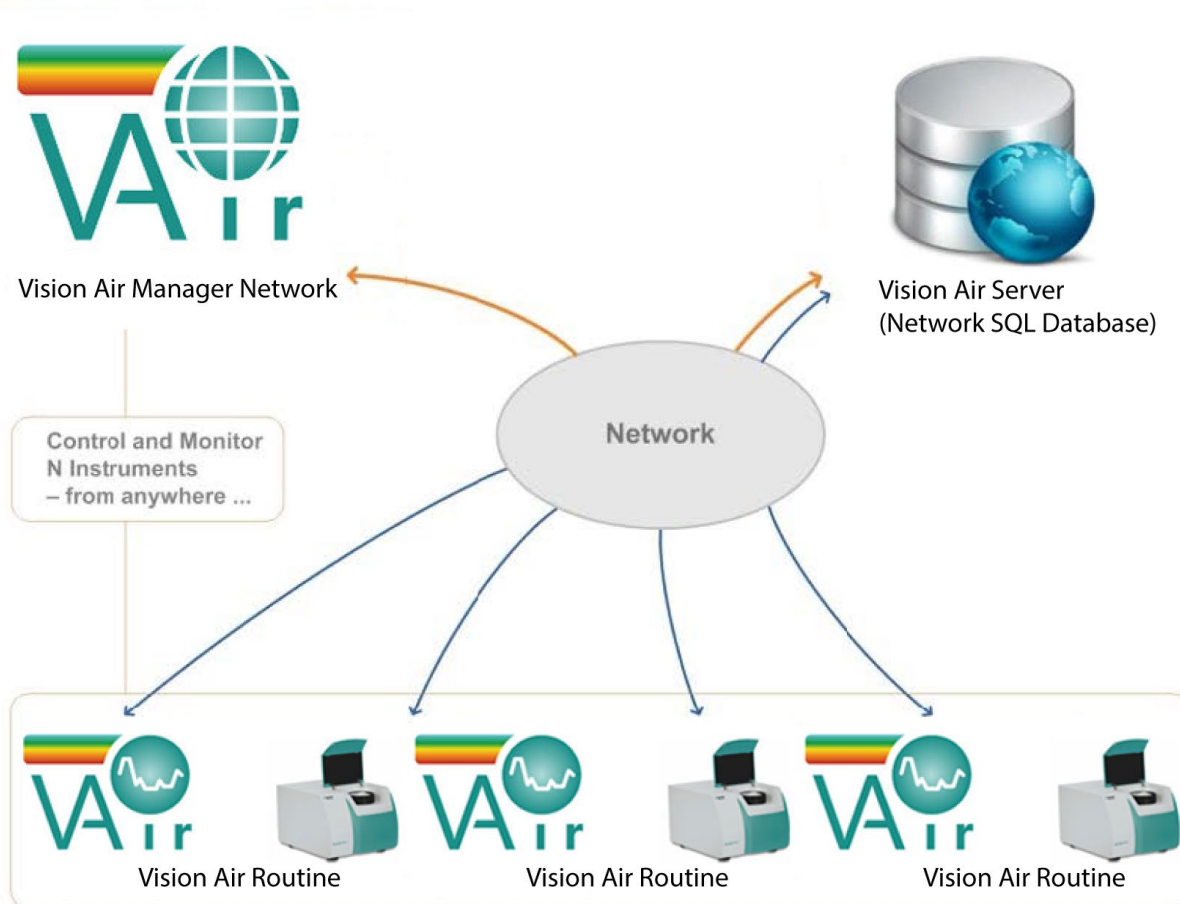 VAir
Vision Air Manager Network
Vision Air Server
(Network SQL Database)
Network
Control and Monitor
N Instruments
– from anywhere ...
VAir
VAir
VAir
Vision Air Routine
Vision Air Routine
Vision Air Routine